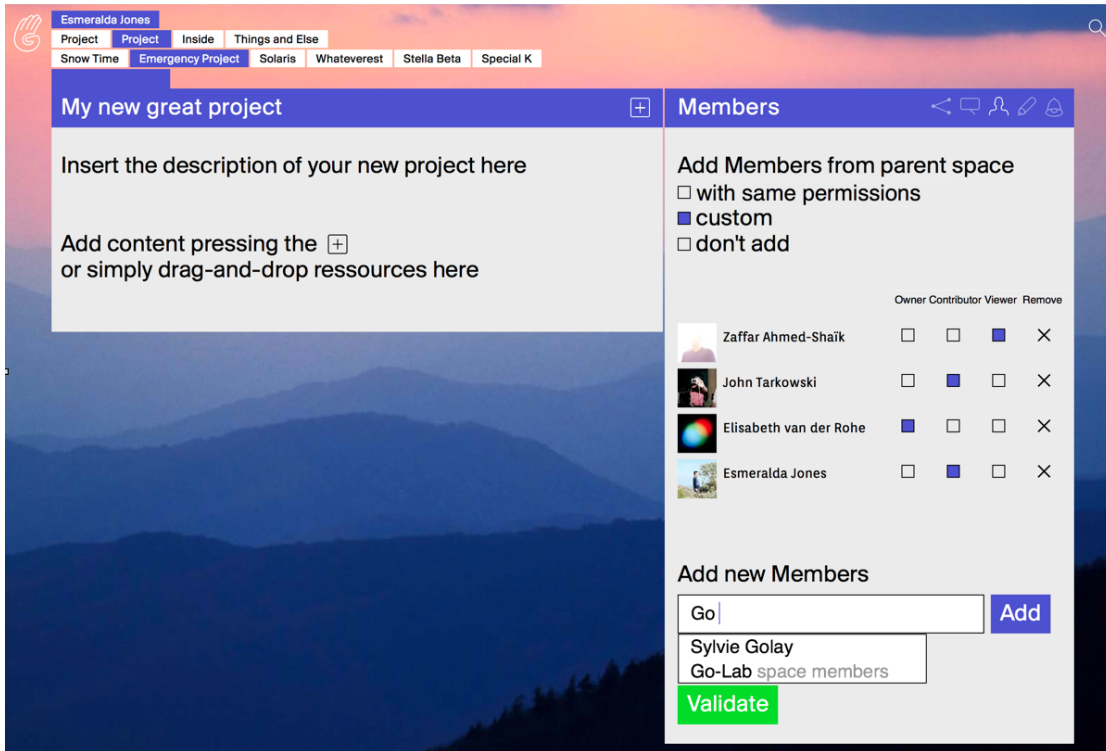 Esmeralda Jones
Project Project Inside Things and Else
Snow Time Emergency Project Solaris Whateverest Stella Beta Special K
My new great project
Insert the description of your new project here
Add content pressing the
or simply drag-and-drop ressources here
Members
Add Members from parent space
with same permissions
custom
don't add
Owner Contributor Viewer Remove
Zaffar Ahmed-Shaïk
John Tarkowski
Elisabeth van der Rohe
Esmeralda Jones
Add new Members
Go Add
Sylvie Golay
Go-Lab space members
Validate